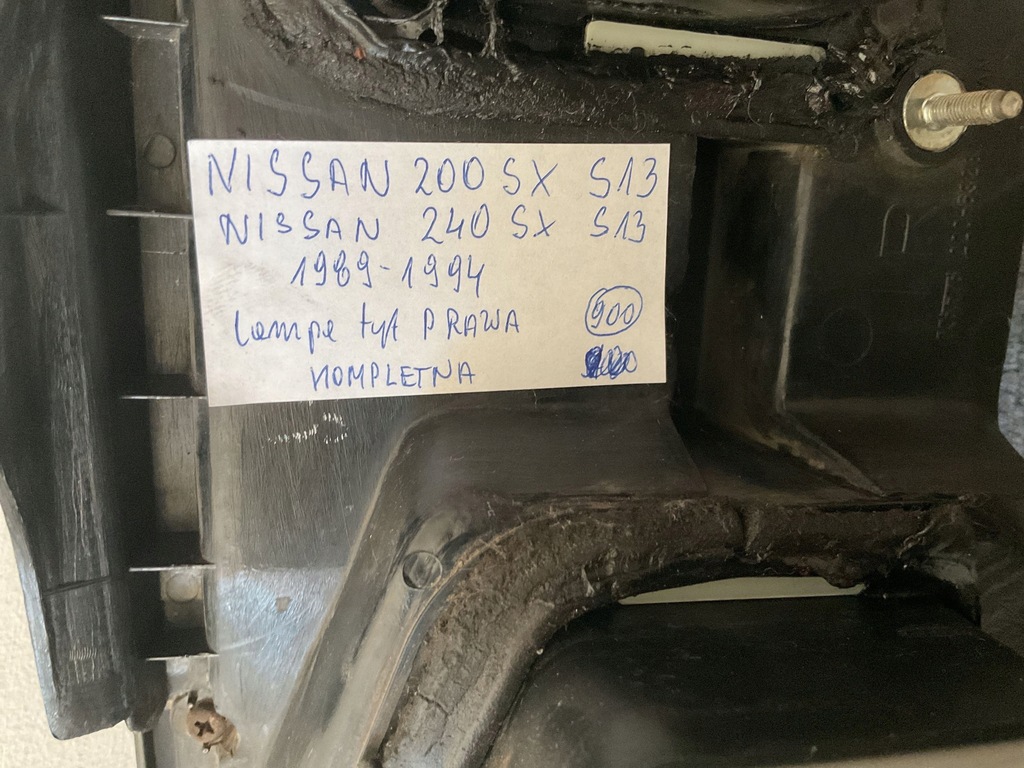 NISSAN 200 SX S13
NISSAN 240 SX S13
1989-1994
Lampa tył PRAWA 900
KOMPLETNA